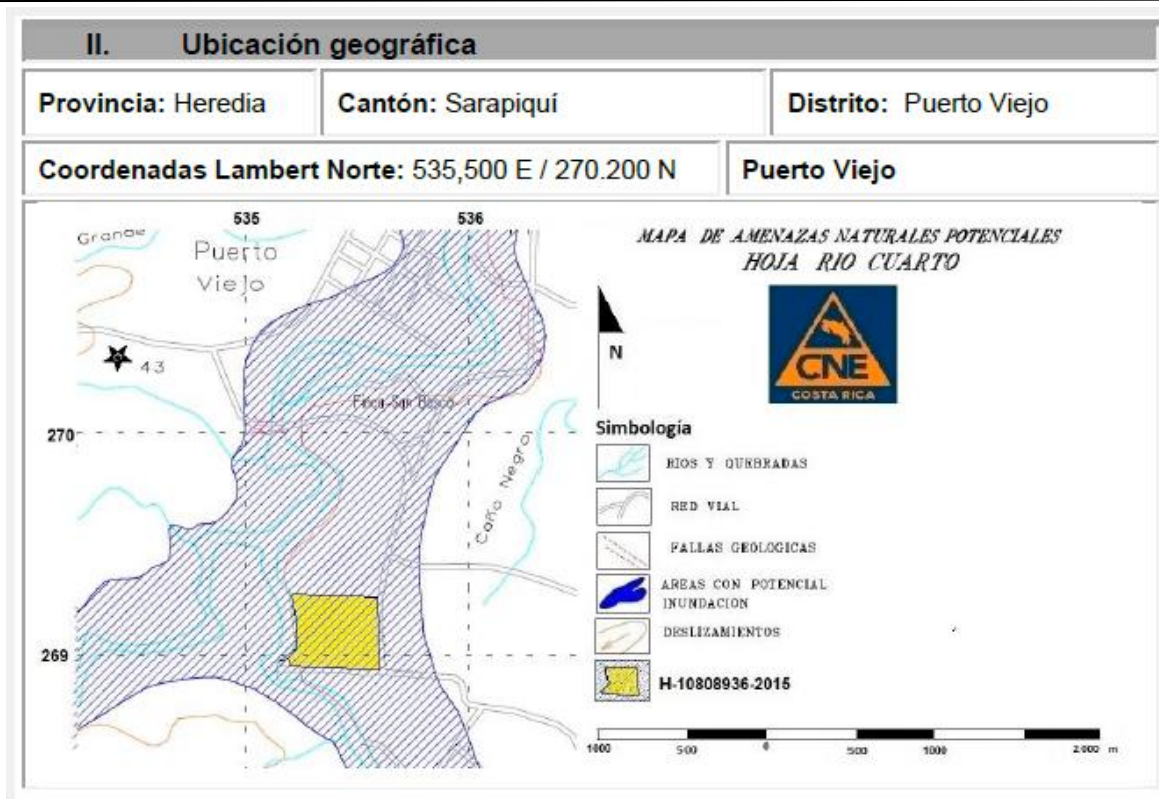 II. Ubicación geográfica
Provincia: Heredia Cantón: Sarapiquí Distrito: Puerto Viejo
Coordenadas Lambert Norte: 535,500 E / 270.200 N Puerto Viejo
535 536
Grande
Puerto
Viejo
43
270
Caño Negro
269
MAPA DE AMENAZAS NATURALES POTENCIALES
HOJA RIO CUARTO
N
CNE
COSTA RICA
Simbología
RIOS Y QUEBRADAS
RED VIAL
FALLAS GEOLOGICAS
AREAS CON POTENCIAL
INUNDACION
DESLIZAMIENTOS
H-10808936-2015
1000 500 0 500 1000 2000 m